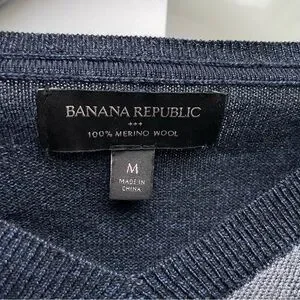 BANANA REPUBLIC
100% MERINO WOOL
M
MADE IN
CHINA